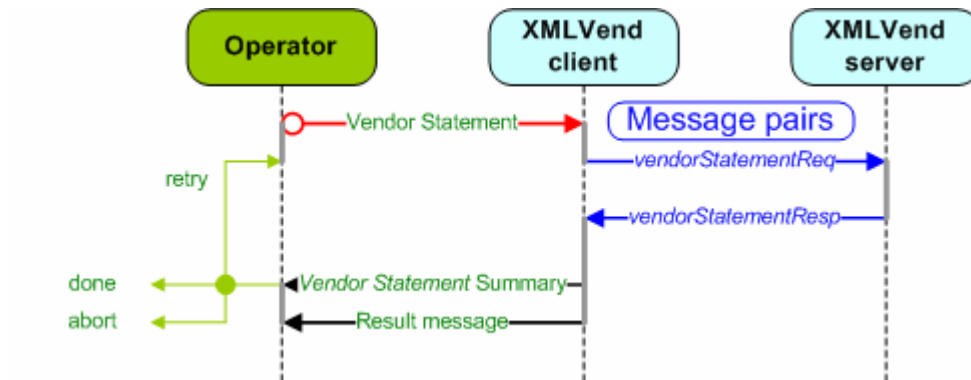 Operator
XMLVend
client
XMLVend
server
Vendor Statement
Message pairs
vendorStatementReq
retry
vendorStatementResp
done
Vendor Statement Summary
abort
Result message